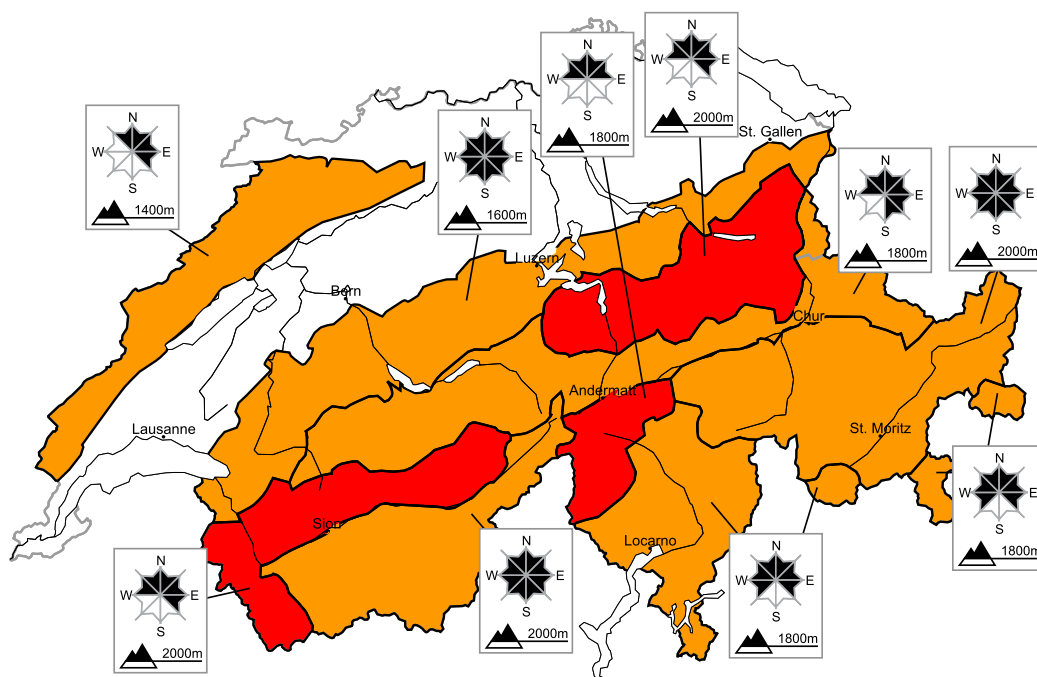 N
W E
S
2000m
N
W E
S
1800m
St. Gallen
N
W E
S
1400m
N
W E
S
1600m
N
W E
S
1800m
N
W E
S
2000m
Luzern
Bern
Chur
Andermatt
Lausanne
St. Moritz
N
W E
S
1800m
Sion
Locarno
N
W E
S
2000m
N
W E
S
2000m
N
W E
S
1800m